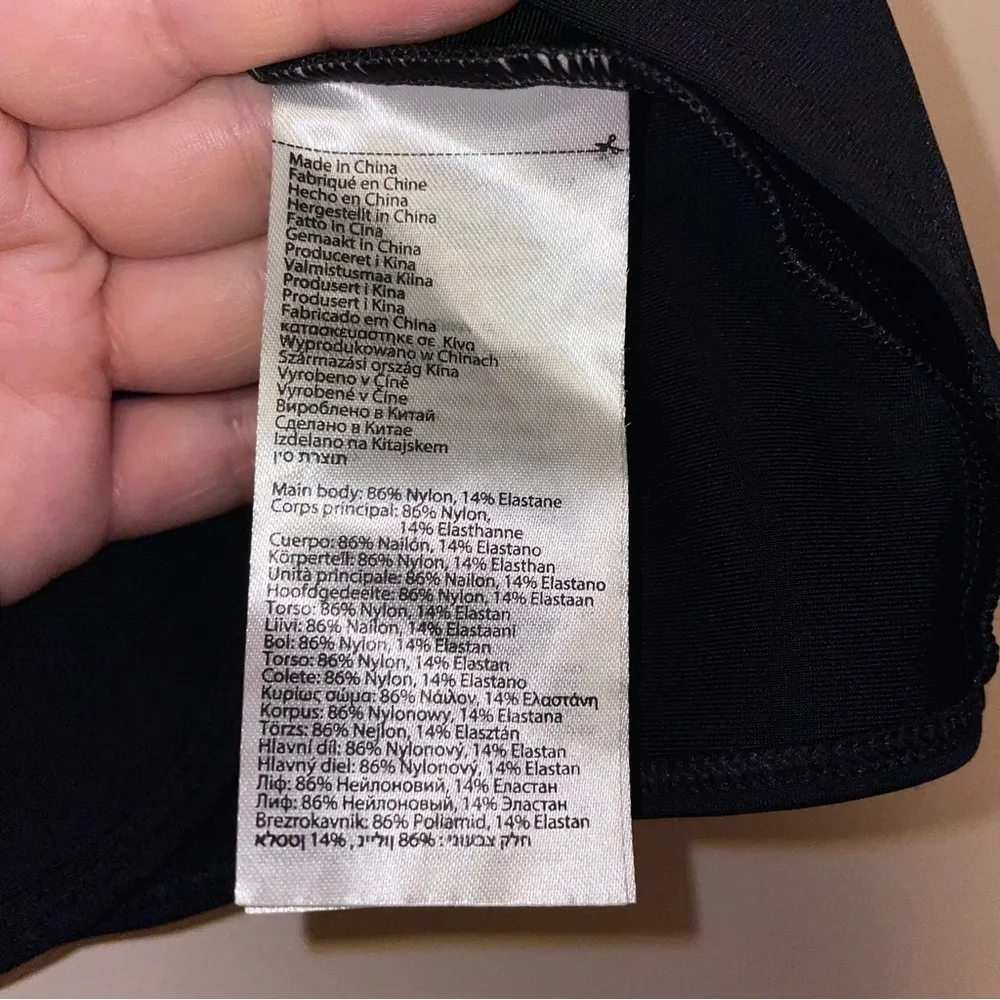 Made in China
Fabriqué en Chine
Hecho en China
Hergestellt in China
Fatto in Cina
Gemaakt in China
Produceret i Kina
Valmistusmaa Kiina
Produsert i Kina
Produsert i Kina
Fabricado em China
κατασκευαστηκε σε Κίνα
Wyprodukowano w Chinach
Származási ország Kína
Vyrobeno v Číně
Vyrobené v Číne
Вироблено в Китай
Сделано в Китае
Izdelano na Kitajskem
תוצרת סין
Main body: 86% Nylon, 14% Elastane
Corps principal: 86% Nylon,
14% Elasthanne
Cuerpo: 86% Nailón, 14% Elastano
Körperteil: 86% Nylon, 14% Elasthan
Unità principale: 86% Nailon, 14% Elastano
Hoofdgedeelte: 86% Nylon, 14% Elastaan
Torso: 86% Nylon, 14% Elastan
Liivi: 86% Nailon, 14% Elastaani
Bol: 86% Nylon, 14% Elastan
Torso: 86% Nylon, 14% Elastan
Colete: 86% Nylon, 14% Elastano
Κυρίως σώμα: 86% Νάιλον, 14% Ελαστάνη
Korpus: 86% Nylonowy, 14% Elastana
Törzs: 86% Nejlon, 14% Elasztán
Hlavní díl: 86% Nylonový, 14% Elastan
Hlavný diel: 86% Nylonový, 14% Elastan
Ліф: 86% Нейлоновий, 14% Еластан
Лиф: 86% Нейлоновый, 14% Эластан
Brezrokavnik: 86% Poliamid, 14% Elastan
חלק צבעוני: 86% ניילון, 14% אלסטן